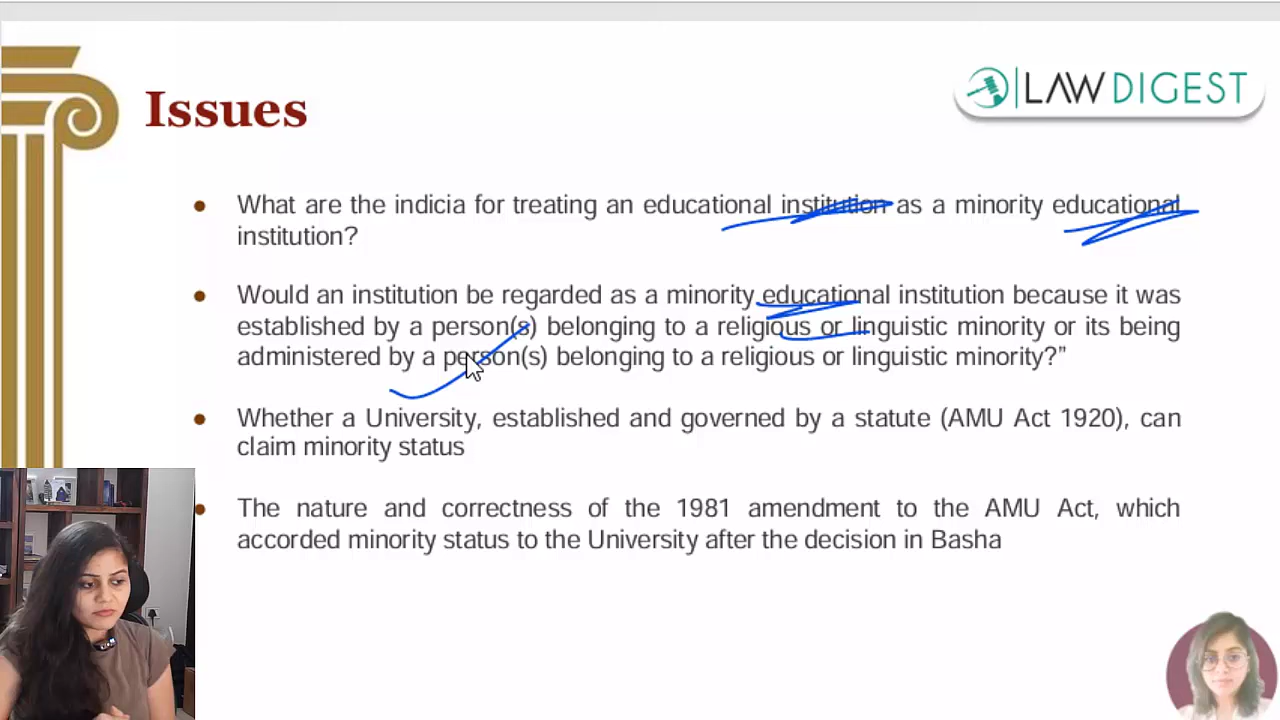 LAW DIGEST
Issues
● What are the indicia for treating an educational institution as a minority educational
institution?
● Would an institution be regarded as a minority educational institution because it was
established by a person(s) belonging to a religious or linguistic minority or its being
administered by a person(s) belonging to a religious or linguistic minority?”
● Whether a University, established and governed by a statute (AMU Act 1920), can
claim minority status
● The nature and correctness of the 1981 amendment to the AMU Act, which
accorded minority status to the University after the decision in Basha